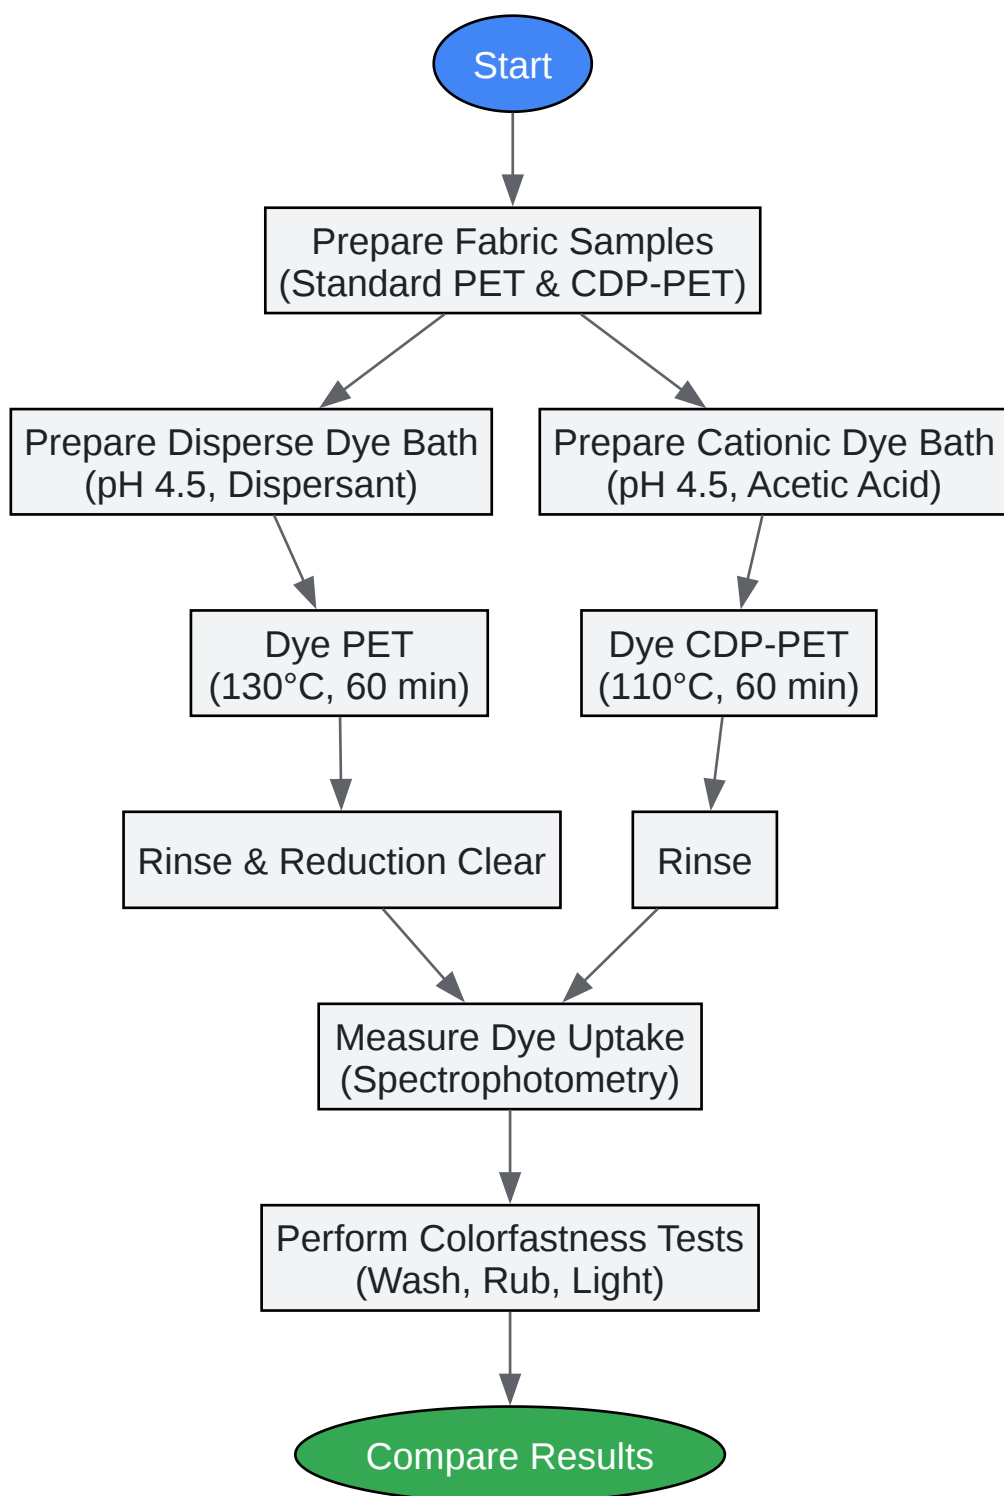 Start
Prepare Fabric Samples
(Standard PET & CDP-PET)
Prepare Disperse Dye Bath
(pH 4.5, Dispersant)
Prepare Cationic Dye Bath
(pH 4.5, Acetic Acid)
Dye PET
(130°C, 60 min)
Dye CDP-PET
(110°C, 60 min)
Rinse & Reduction Clear
Rinse
Measure Dye Uptake
(Spectrophotometry)
Perform Colorfastness Tests
(Wash, Rub, Light)
Compare Results